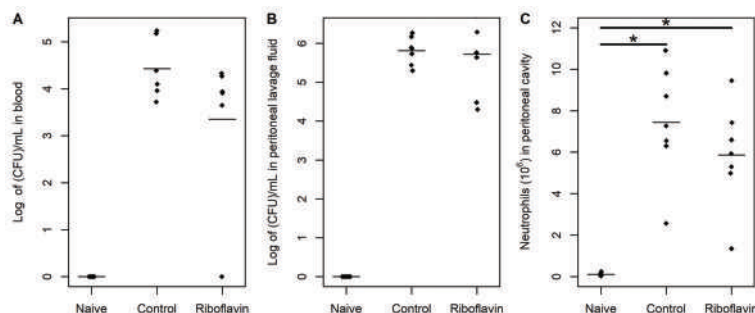 A
Log of (CFU)/mL in blood
5
4
3
2
1
0
Naive Control Riboflavin
B
Log of (CFU)/mL in peritoneal lavage fluid
6
5
4
3
2
1
0
Naive Control Riboflavin
C
Neutrophils (10⁶) in peritoneal cavity
12
10
8
6
4
2
0
* 
*
Naive Control Riboflavin